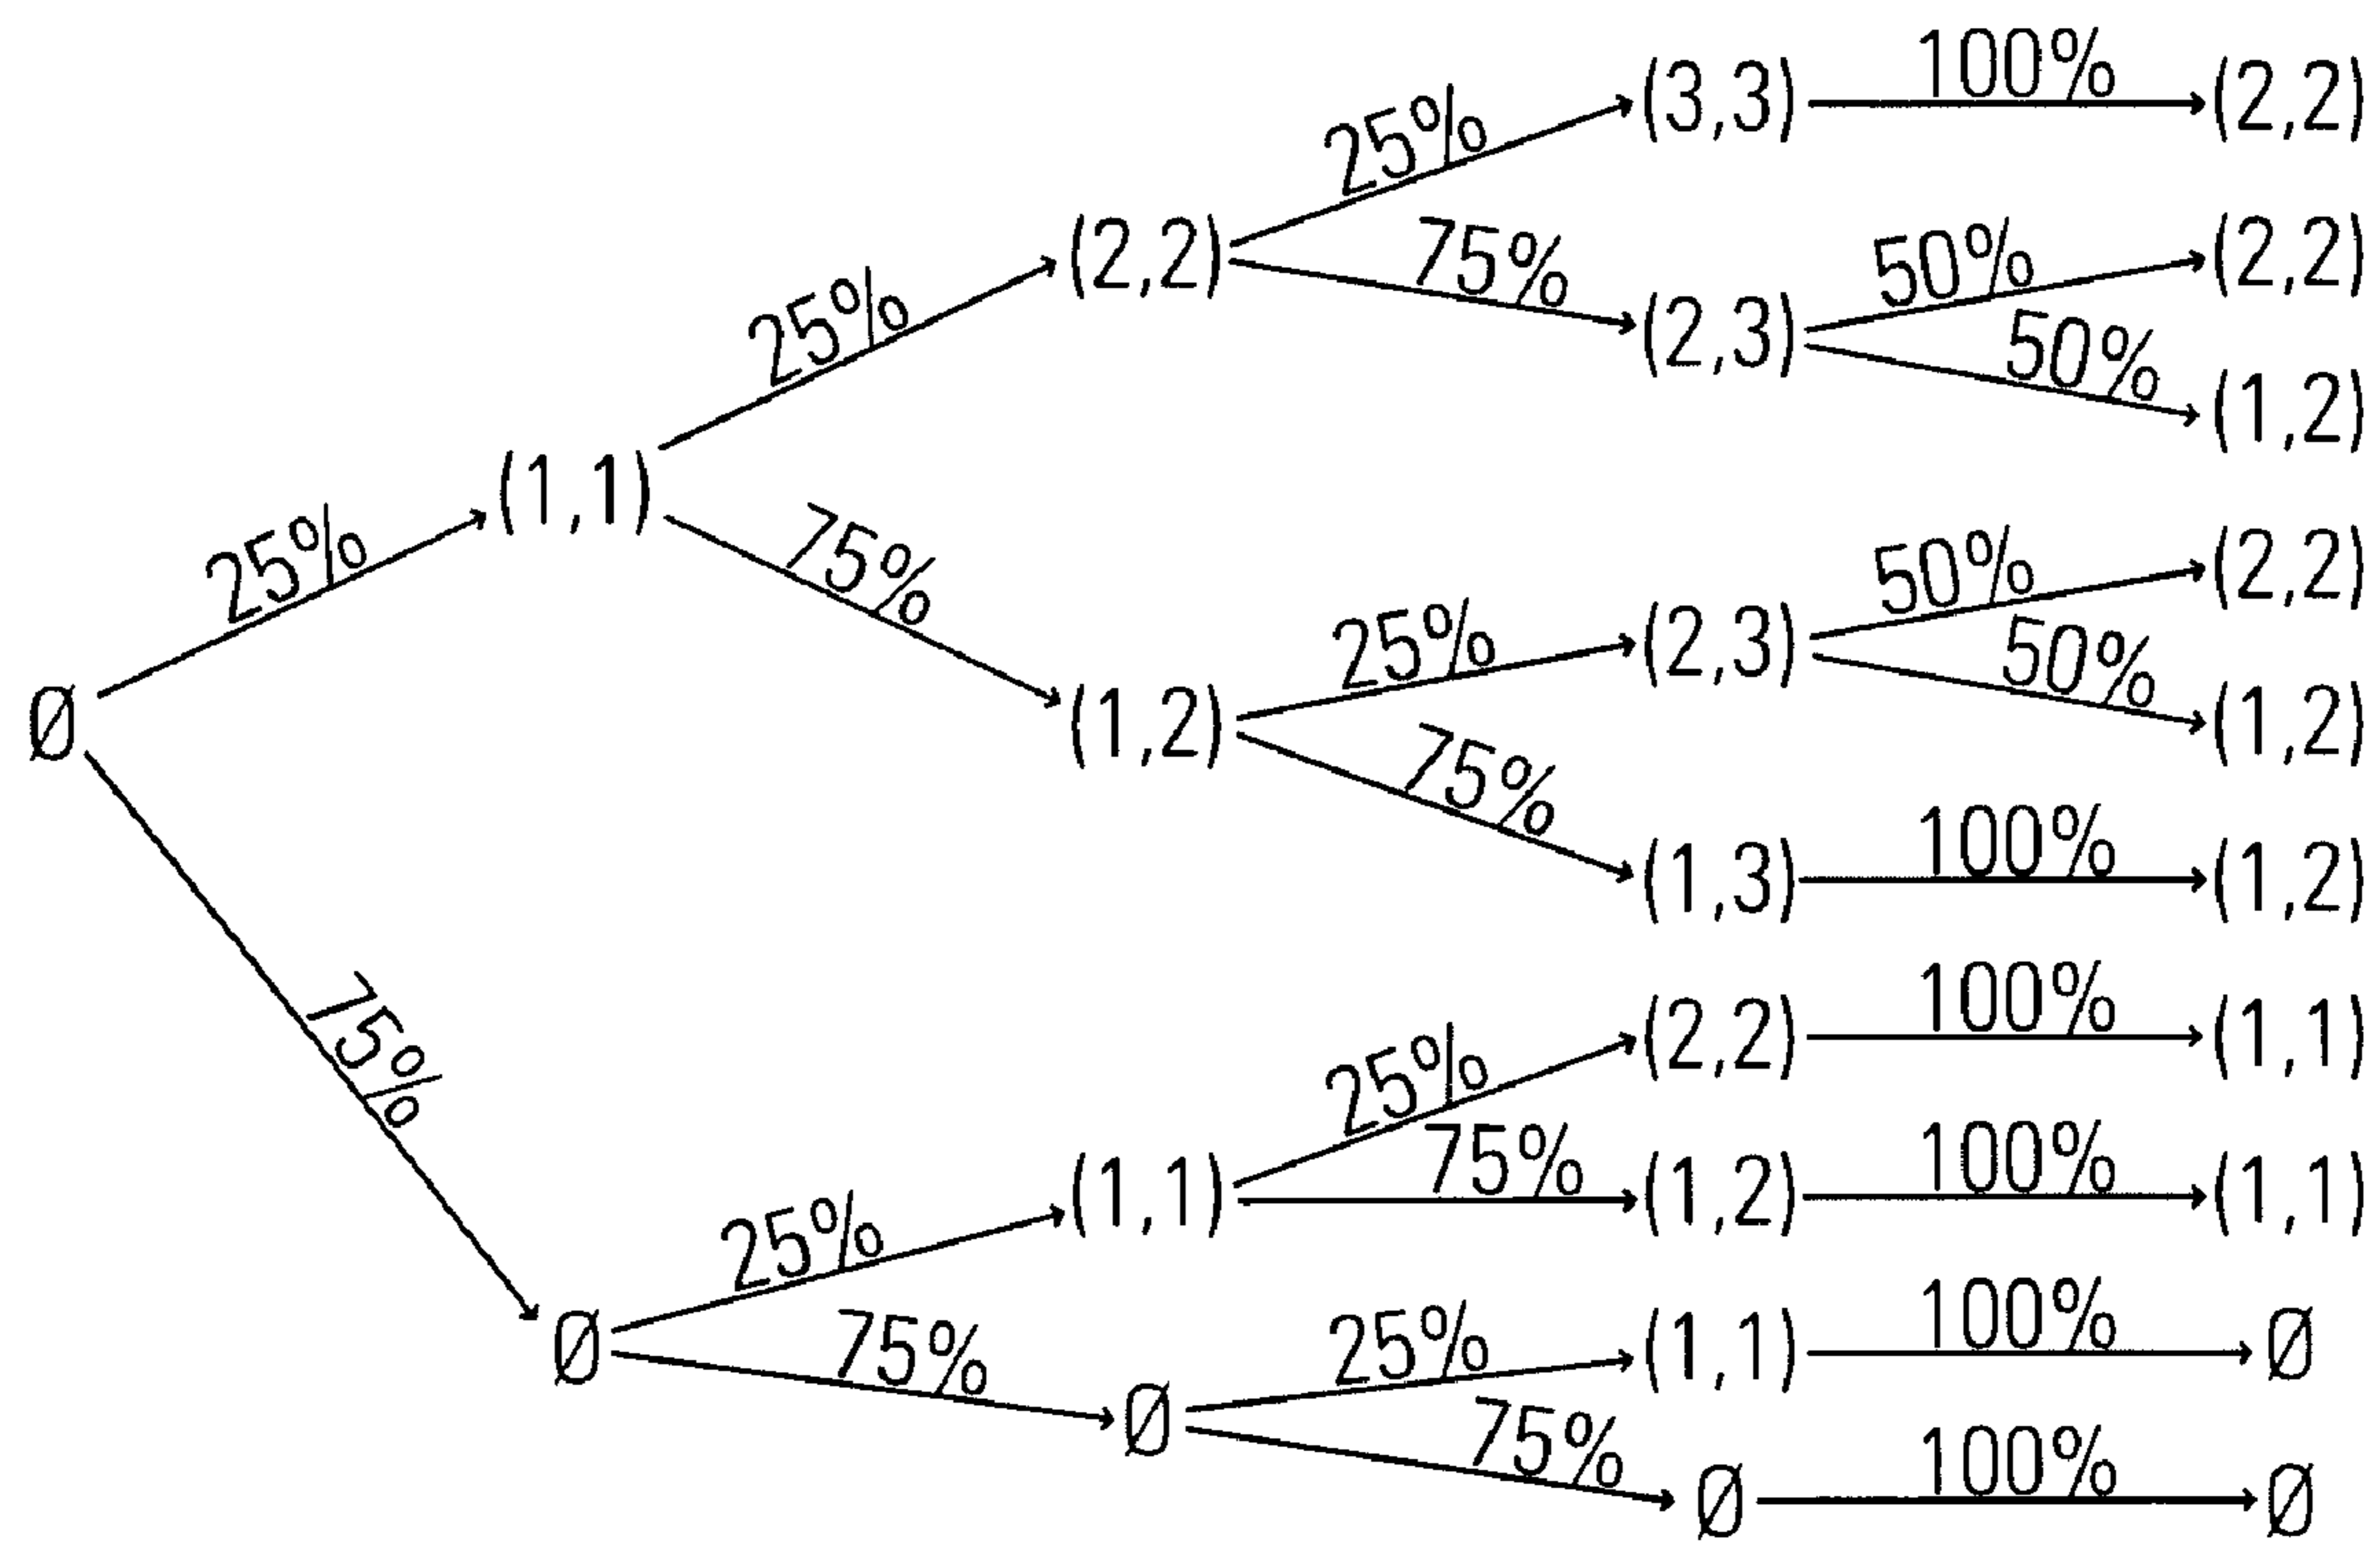 100%
(3,3) (2,2)
25%
(2,2) 75% 50% (2,2)
25% (2,3) 50%
(1,2)
(1,1)
25% 75% 50% (2,2)
25% (2,3) 50%
Ø (1,2) (1,2)
75% 100%
(1,3) (1,2)
100%
75% 25% (2,2) (1,1)
75% 100%
25% (1,1) (1,2) (1,1)
100%
Ø 75% 25% (1,1) Ø
Ø 75% 100%
Ø Ø